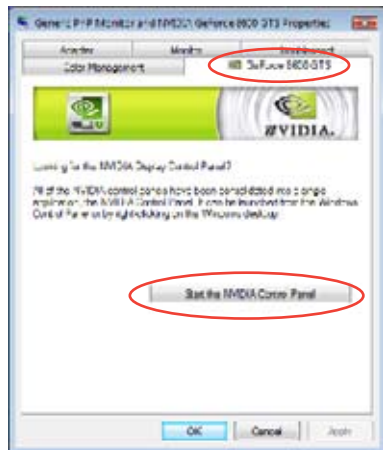 Generic PnP Monitor and NVIDIA GeForce 8600 GTS Properties
Adapter Monitor Troubleshoot
Color Management GeForce 8600 GTS
NVIDIA.
Looking for the NVIDIA Display Control Panel?
All of the NVIDIA control panels have been consolidated into a single
application, the NVIDIA Control Panel. It can be launched from the Windows
Control Panel or by right-clicking on the Windows desktop.
Start the NVIDIA Control Panel
OK Cancel Apply